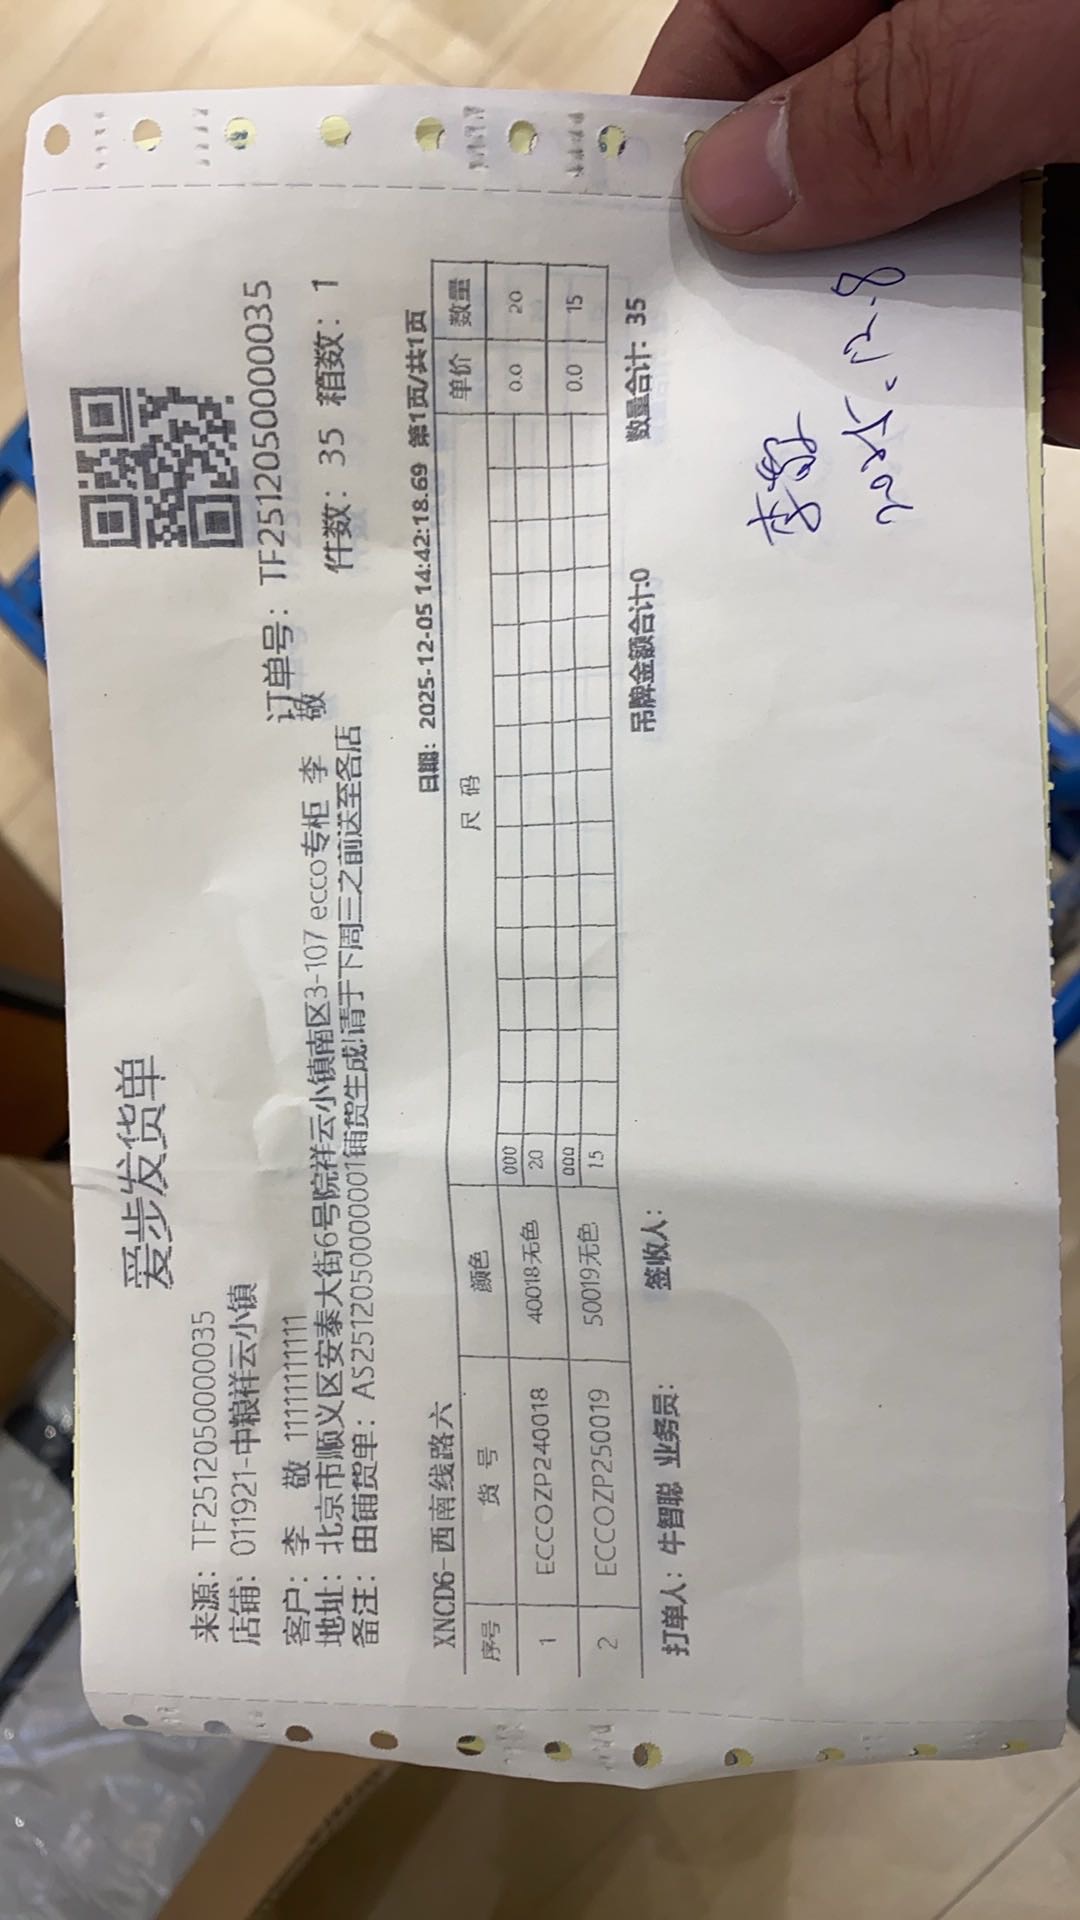 爱步发货单
来源：TF251205000035
店铺：011921-中粮祥云小镇
订单号：TF251205000035
客户：李 敬 11111111111
件数：35 箱数：1
地址：北京市顺义区安泰大街6号院祥云小镇南区3-107 ecco专柜 李 敬
备注：由铺货单：AS251205000001铺货生成!请于下周三之前送至各店
XNCD6-西南线路六 日期：2025-12-05 14:42:18.69 第1页/共1页
序号 货 号 颜色 尺 码 单价 数量
000
1 ECCOZP240018 40018无色 20 0.0 20
000
2 ECCOZP250019 50019无色 15 0.0 15
打单人：牛智聪 业务员： 签收人： 吊牌金额合计:0 数量合计：35
李敬
2025.12.8